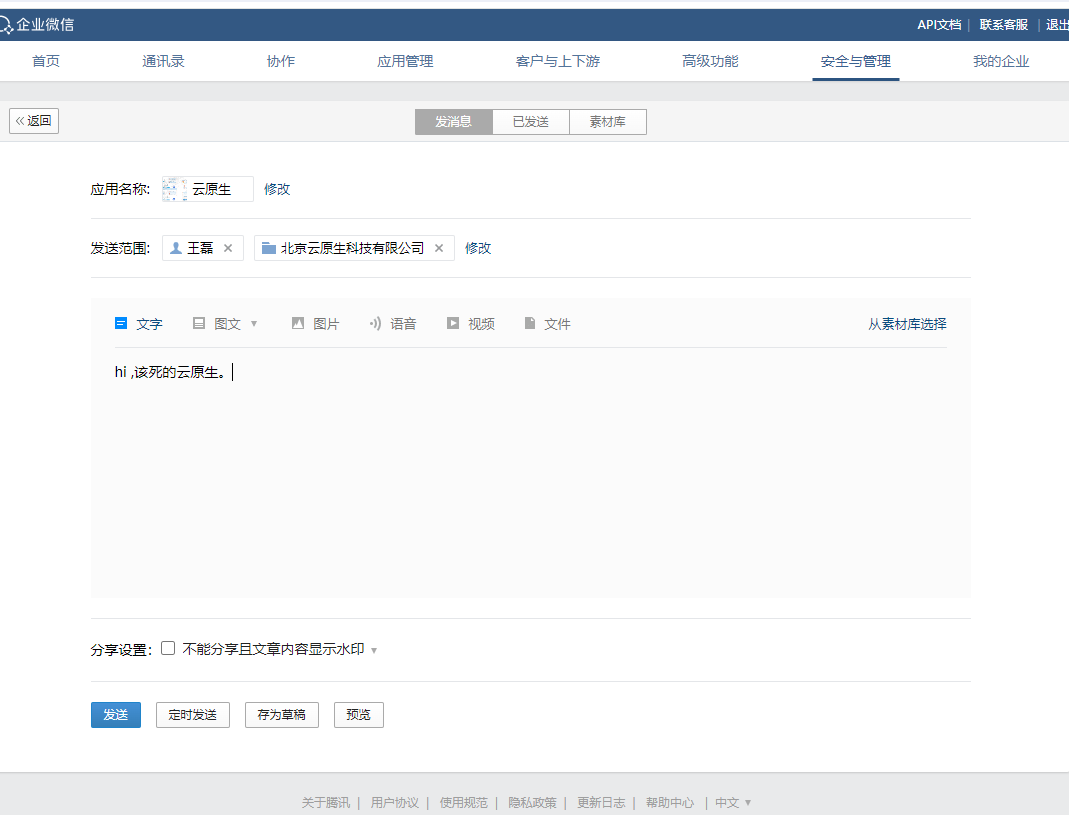 企业微信 API文档 | 联系客服 | 退出
首页 通讯录 协作 应用管理 客户与上下游 高级功能 安全与管理 我的企业
« 返回 发消息 已发送 素材库
应用名称: 云原生 修改
发送范围: 王磊 × 北京云原生科技有限公司 × 修改
文字 图文 图片 语音 视频 文件 从素材库选择
hi ,该死的云原生。
分享设置: 不能分享且文章内容显示水印
发送 定时发送 存为草稿 预览
关于腾讯 | 用户协议 | 使用规范 | 隐私政策 | 更新日志 | 帮助中心 | 中文